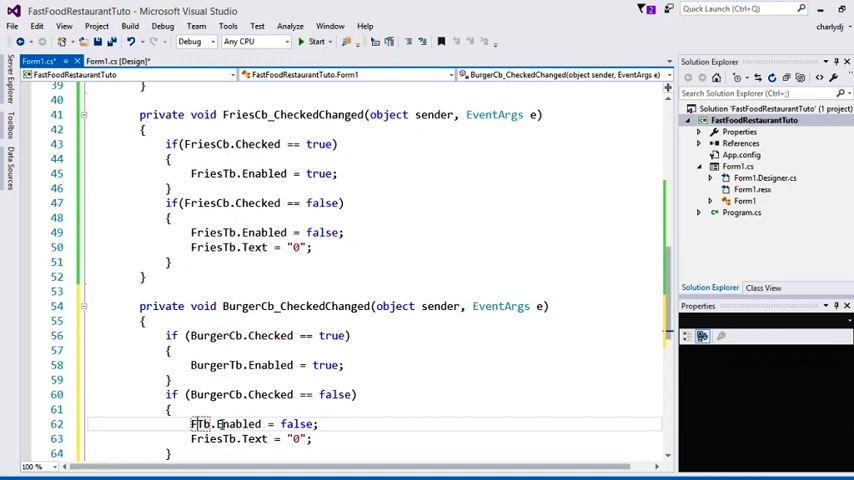 FastFoodRestaurantTuto - Microsoft Visual Studio
2
Quick Launch (Ctrl+Q)
File Edit View Project Build Debug Team Tools Test Analyze Window Help
Charlydj
Debug Any CPU Start
Server Explorer
Toolbox
Data Sources
Form1.cs* Form1.cs [Design]*
FastFoodRestaurantTuto FastFoodRestaurantTuto.Form1 BurgerCb_CheckedChanged(object sender, EventArgs e)
39 }
40
41 private void FriesCb_CheckedChanged(object sender, EventArgs e)
42 {
43 if(FriesCb.Checked == true)
44 {
45 FriesTb.Enabled = true;
46 }
47 if(FriesCb.Checked == false)
48 {
49 FriesTb.Enabled = false;
50 FriesTb.Text = "0";
51 }
52 }
53
54 private void BurgerCb_CheckedChanged(object sender, EventArgs e)
55 {
56 if (BurgerCb.Checked == true)
57 {
58 BurgerTb.Enabled = true;
59 }
60 if (BurgerCb.Checked == false)
61 {
62 FTb.Enabled = false;
63 FriesTb.Text = "0";
64 }
100 %
Solution Explorer
Search Solution Explorer (Ctrl+;)
Solution 'FastFoodRestaurantTuto' (1 project)
FastFoodRestaurantTuto
Properties
References
App.config
Form1.cs
Form1.Designer.cs
Form1.resx
Form1
Program.cs
Solution Explorer Class View
Properties